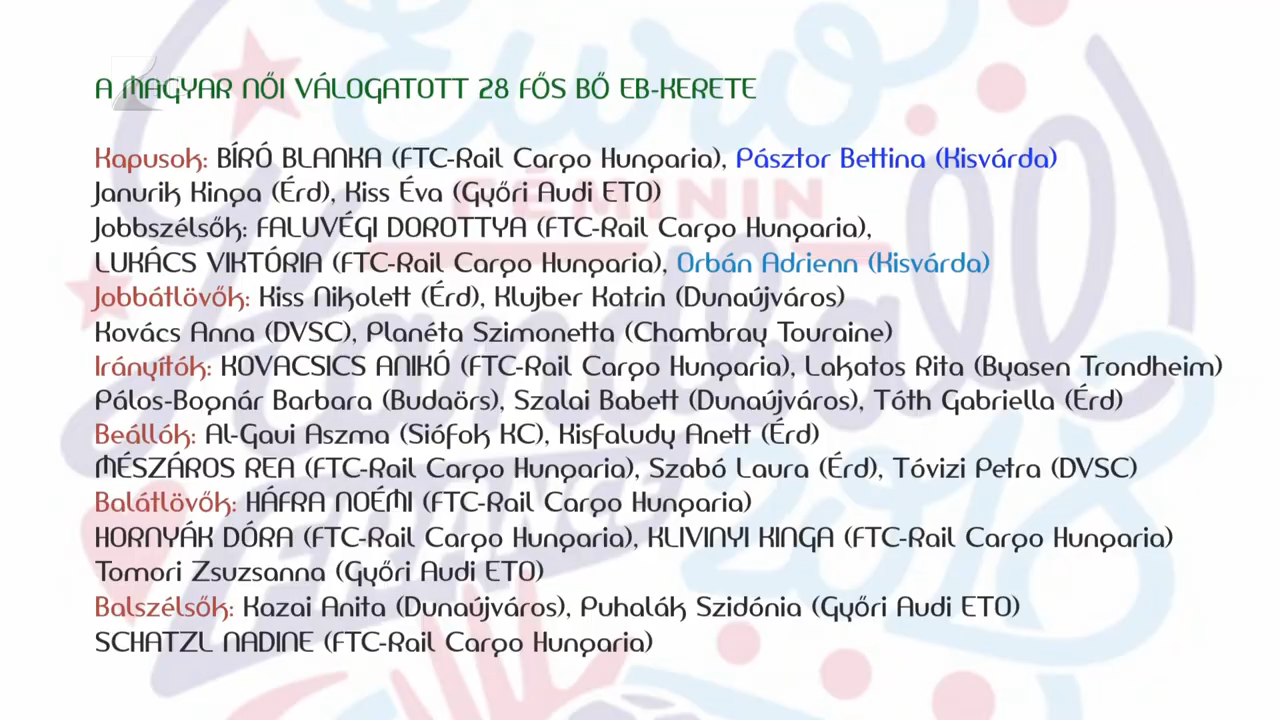 A MAGYAR NŐI VÁLOGATOTT 28 FŐS BŐ EB-KERETE
Kapusok: BÍRÓ BLANKA (FTC-Rail Cargo Hungaria), Pásztor Bettina (Kisvárda)
Janurik Kinga (Érd), Kiss Éva (Győri Audi ETO)
Jobbszélsők: FALUVÉGI DOROTTYA (FTC-Rail Cargo Hungaria),
LUKÁCS VIKTÓRIA (FTC-Rail Cargo Hungaria), Orbán Adrienn (Kisvárda)
Jobbátlövők: Kiss Nikolett (Érd), Klujber Katrin (Dunaújváros)
Kovács Anna (DVSC), Planéta Szimonetta (Chambray Touraine)
Irányítók: KOVACSICS ANIKÓ (FTC-Rail Cargo Hungaria), Lakatos Rita (Byasen Trondheim)
Pálos-Bognár Barbara (Budaörs), Szalai Babett (Dunaújváros), Tóth Gabriella (Érd)
Beállók: Al-Gaui Aszma (Siófok KC), Kisfaludy Anett (Érd)
MÉSZÁROS REA (FTC-Rail Cargo Hungaria), Szabó Laura (Érd), Tóvizi Petra (DVSC)
Balátlövők: HÁFRA NOÉMI (FTC-Rail Cargo Hungaria)
HORNYÁK DÓRA (FTC-Rail Cargo Hungaria), KLIVINYI KINGA (FTC-Rail Cargo Hungaria)
Tomori Zsuzsanna (Győri Audi ETO)
Balszélsők: Kazai Anita (Dunaújváros), Puhalák Szidónia (Győri Audi ETO)
SCHATZL NADINE (FTC-Rail Cargo Hungaria)
Euro
FÉMININ
Handball
France
2018